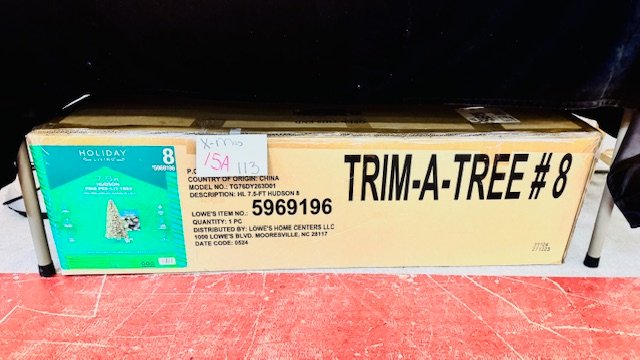 HOLIDAY
LIVING
8
5969196
HUDSON
X-mas
15A 113
COUNTRY OF ORIGIN: CHINA
MODEL NO.: TG76DY263D01
DESCRIPTION: HL 7.5-FT HUDSON 8
LOWE'S ITEM NO.: 5969196
QUANTITY: 1 PC
DISTRIBUTED BY: LOWE'S HOME CENTERS LLC
1000 LOWE'S BLVD. MOORESVILLE, NC 28117
DATE CODE: 0524
TRIM-A-TREE # 8